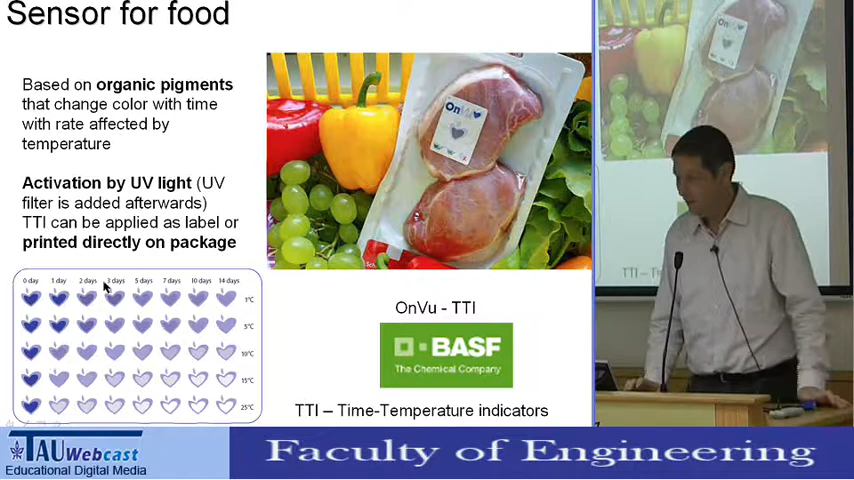 Sensor for food
Based on organic pigments
that change color with time
with rate affected by
temperature
Activation by UV light (UV
filter is added afterwards)
TTI can be applied as label or
printed directly on package
0 day 1 day 2 days 3 days 5 days 7 days 10 days 14 days
1°C
5°C
10°C
15°C
25°C
OnVu
OnVu - TTI
BASF
The Chemical Company
TTI – Time-Temperature indicators
TAU Webcast
Educational Digital Media
Faculty of Engineering